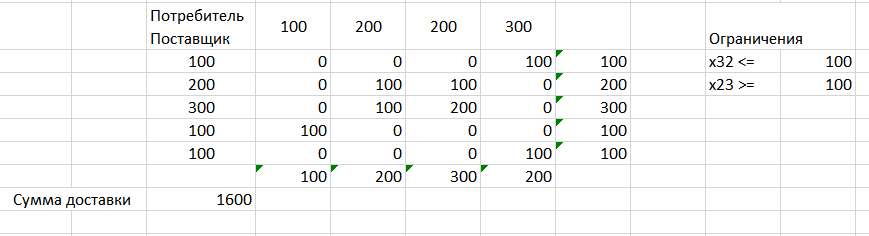 Потребитель
Поставщик 100 200 200 300 Ограничения
100 0 0 0 100 100 x32 <= 100
200 0 100 100 0 200 x23 >= 100
300 0 100 200 0 300
100 100 0 0 0 100
100 0 0 0 100 100
100 200 300 200
Сумма доставки 1600